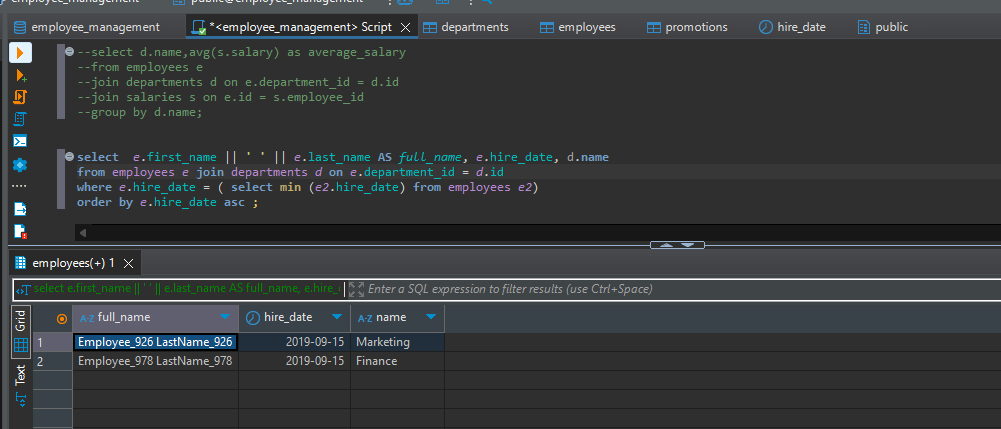 employee_management public@employee_management
employee_management *<employee_management> Script departments employees promotions hire_date public
--select d.name,avg(s.salary) as average_salary
--from employees e
--join departments d on e.department_id = d.id
--join salaries s on e.id = s.employee_id
--group by d.name;
select  e.first_name || ' ' || e.last_name AS full_name, e.hire_date, d.name
from employees e join departments d on e.department_id = d.id
where e.hire_date = ( select min (e2.hire_date) from employees e2)
order by e.hire_date asc ;
employees(+) 1
select e.first_name || ' ' || e.last_name AS full_name, e.hire_ Enter a SQL expression to filter results (use Ctrl+Space)
Grid
Text
A-Z full_name hire_date A-Z name
1 Employee_926 LastName_926 2019-09-15 Marketing
2 Employee_978 LastName_978 2019-09-15 Finance